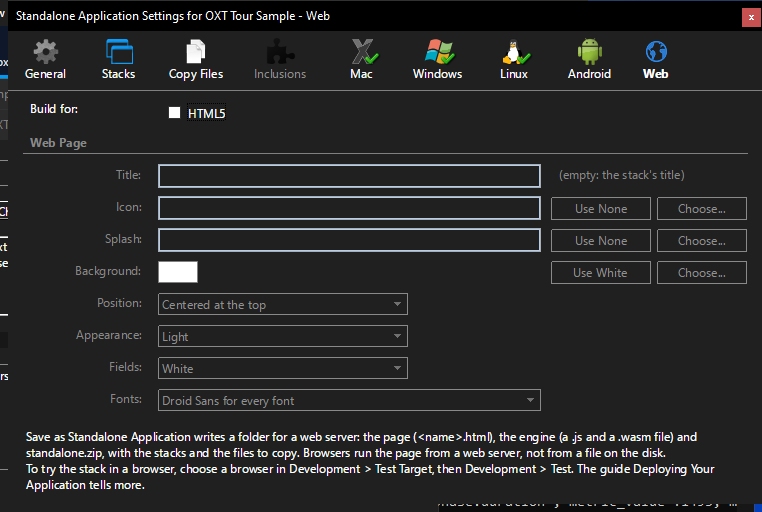 Standalone Application Settings for OXT Tour Sample - Web
x
General
Stacks
Copy Files
Inclusions
Mac
Windows
Linux
Android
Web
Build for:
HTML5
Web Page
Title:
(empty: the stack's title)
Icon:
Use None
Choose...
Splash:
Use None
Choose...
Background:
Use White
Choose...
Position:
Centered at the top
Appearance:
Light
Fields:
White
Fonts:
Droid Sans for every font
Save as Standalone Application writes a folder for a web server: the page (<name>.html), the engine (a .js and a .wasm file) and
standalone.zip, with the stacks and the files to copy. Browsers run the page from a web server, not from a file on the disk.
To try the stack in a browser, choose a browser in Development > Test Target, then Development > Test. The guide Deploying Your
Application tells more.